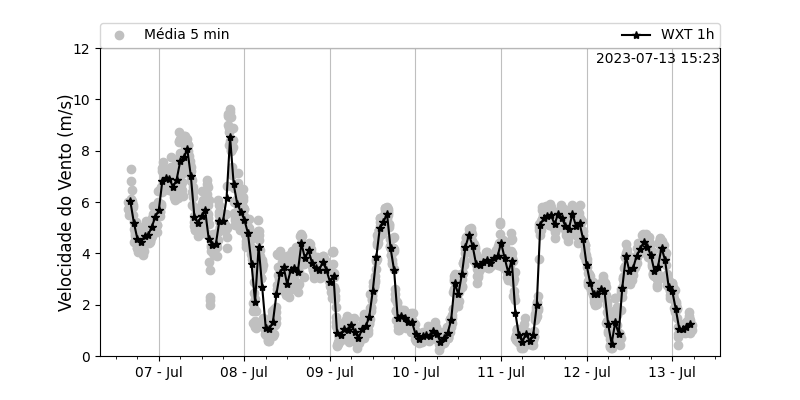 Média 5 min
WXT 1h
2023-07-13 15:23
Velocidade do Vento (m/s)
12
10
8
6
4
2
0
07 - Jul
08 - Jul
09 - Jul
10 - Jul
11 - Jul
12 - Jul
13 - Jul